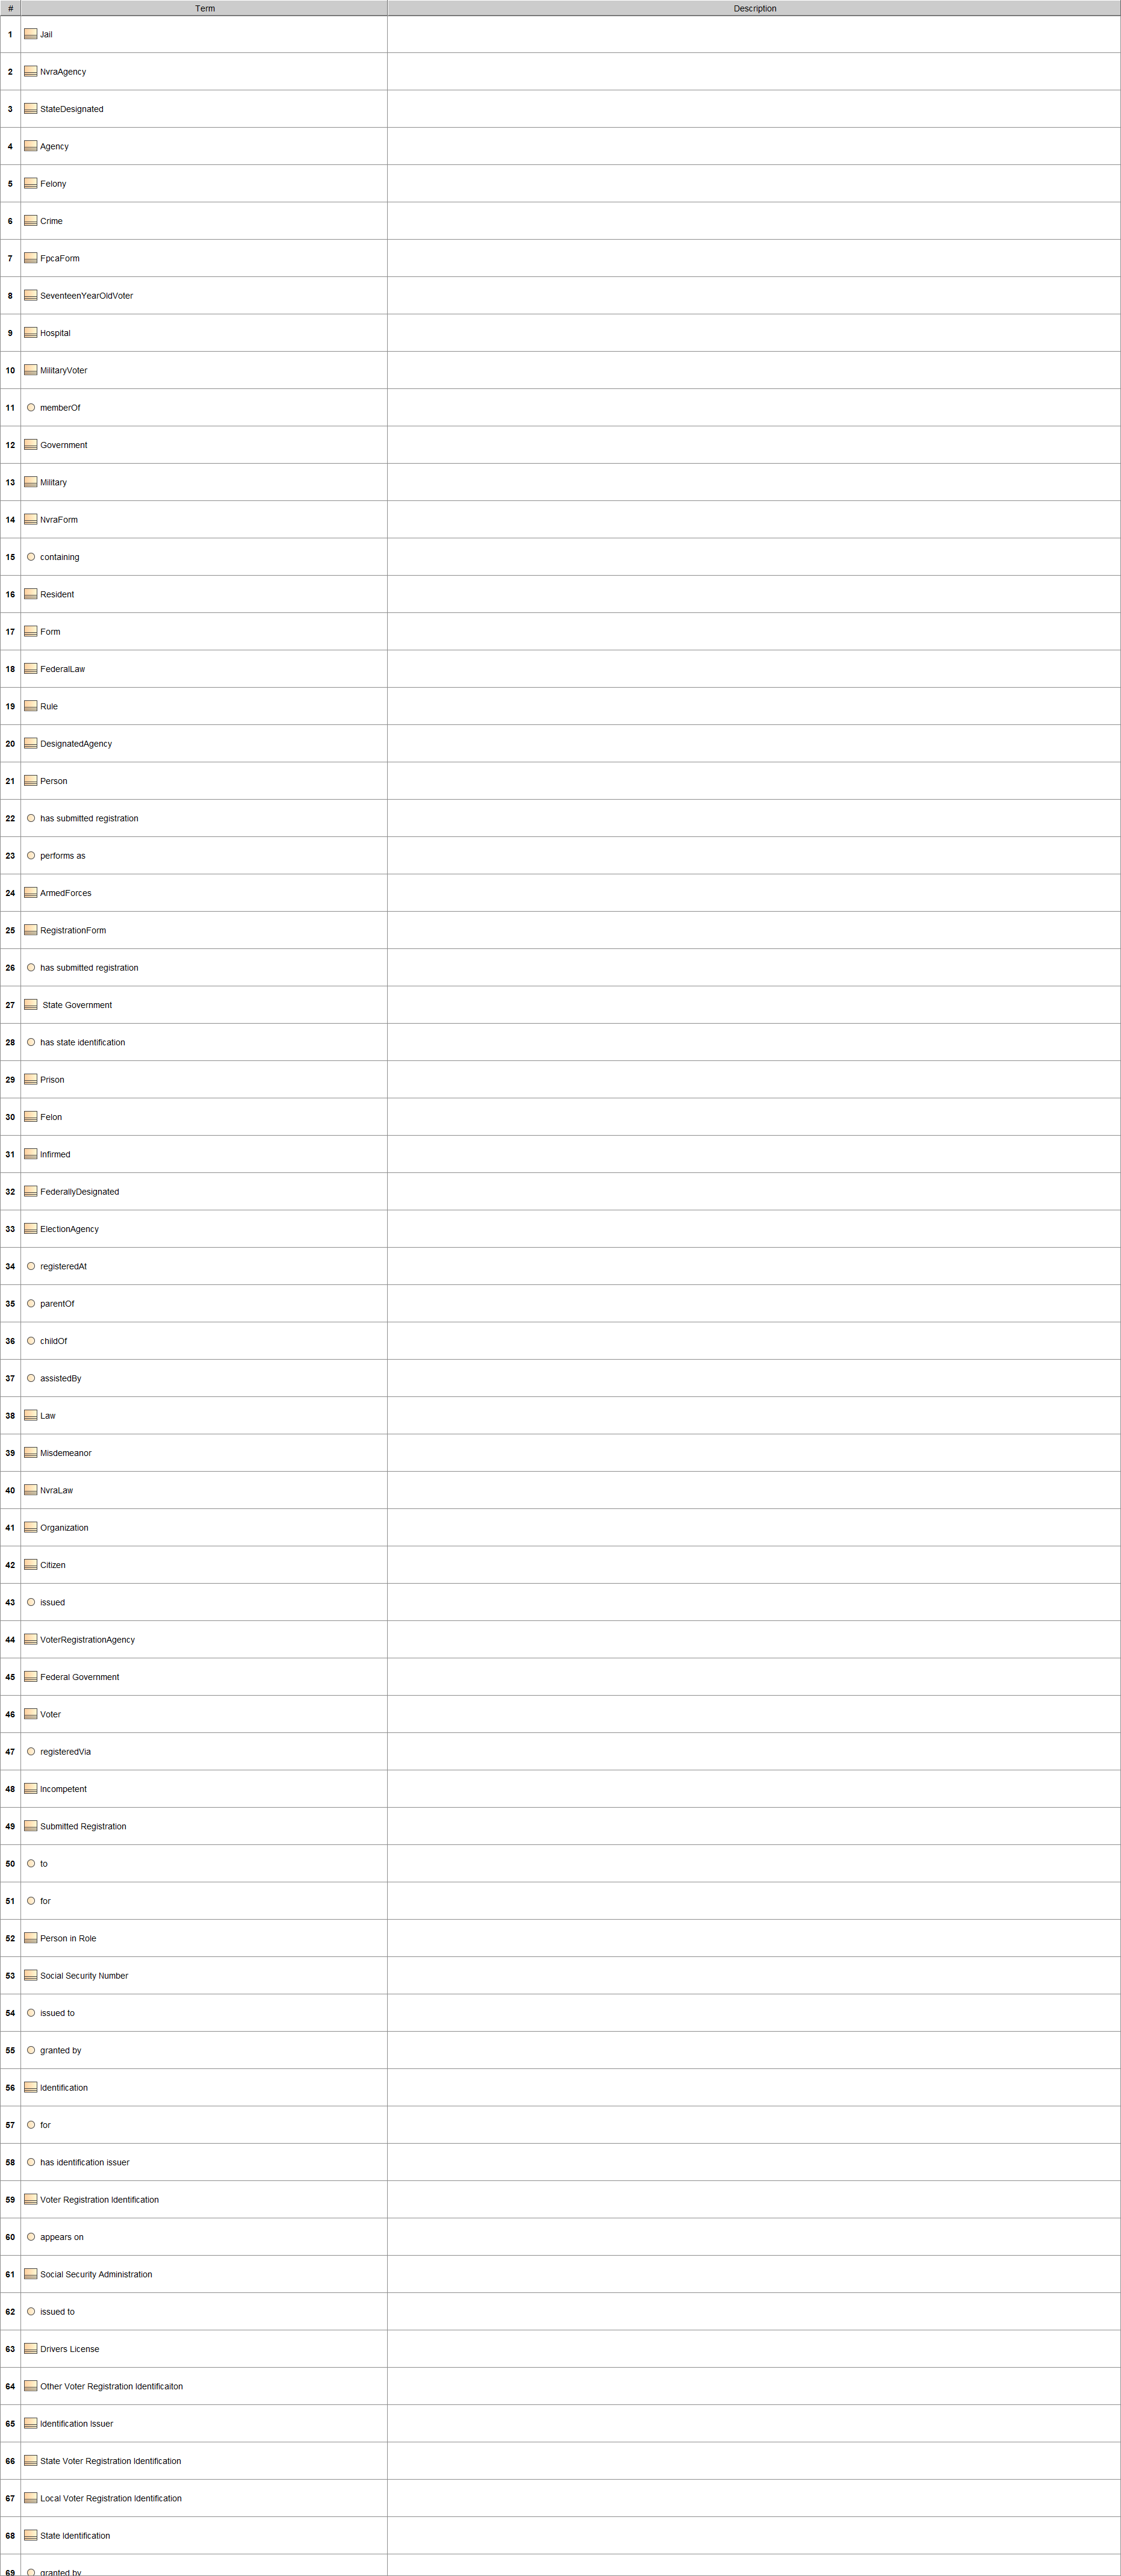 # Term Description
1 Jail
2 NvraAgency
3 StateDesignated
4 Agency
5 Felony
6 Crime
7 FpcaForm
8 SeventeenYearOldVoter
9 Hospital
10 MilitaryVoter
11 memberOf
12 Government
13 Military
14 NvraForm
15 containing
16 Resident
17 Form
18 FederalLaw
19 Rule
20 DesignatedAgency
21 Person
22 has submitted registration
23 performs as
24 ArmedForces
25 RegistrationForm
26 has submitted registration
27 State Government
28 has state identification
29 Prison
30 Felon
31 Infirmed
32 FederallyDesignated
33 ElectionAgency
34 registeredAt
35 parentOf
36 childOf
37 assistedBy
38 Law
39 Misdemeanor
40 NvraLaw
41 Organization
42 Citizen
43 issued
44 VoterRegistrationAgency
45 Federal Government
46 Voter
47 registeredVia
48 Incompetent
49 Submitted Registration
50 to
51 for
52 Person in Role
53 Social Security Number
54 issued to
55 granted by
56 Identification
57 for
58 has identification issuer
59 Voter Registration Identification
60 appears on
61 Social Security Administration
62 issued to
63 Drivers License
64 Other Voter Registration Identificaiton
65 Identification Issuer
66 State Voter Registration Identification
67 Local Voter Registration Identification
68 State Identification
69 granted by